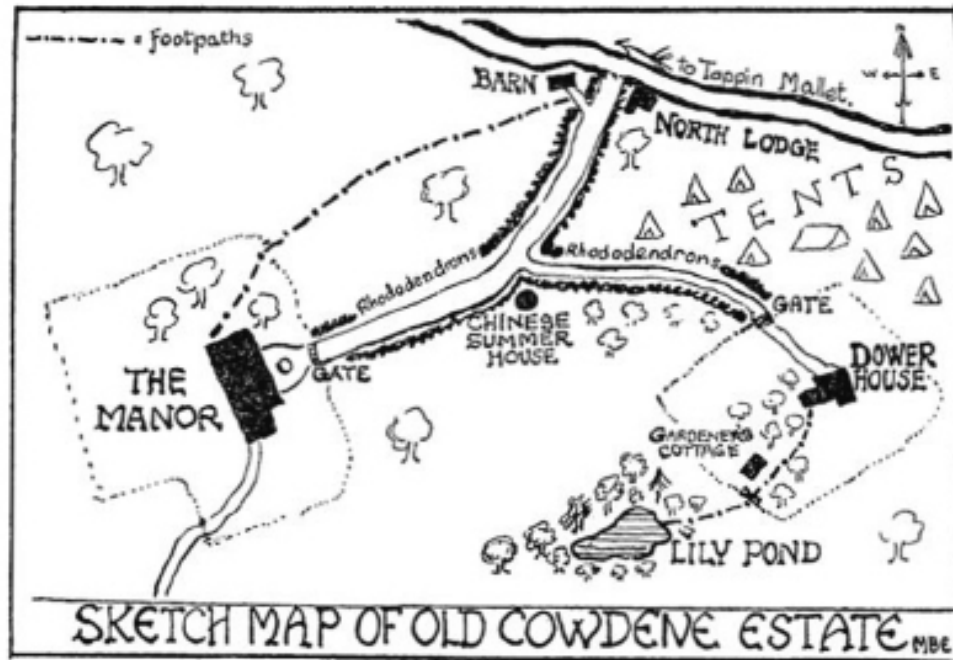 = footpaths
BARN
to Tappin Mallet.
W E
NORTH LODGE
TENTS
Rhododendrons
Rhododendrons
GATE
CHINESE
SUMMER
HOUSE
GATE
THE
MANOR
DOWER
HOUSE
GARDENER'S
COTTAGE
LILY POND
SKETCH MAP OF OLD COWDENE ESTATE